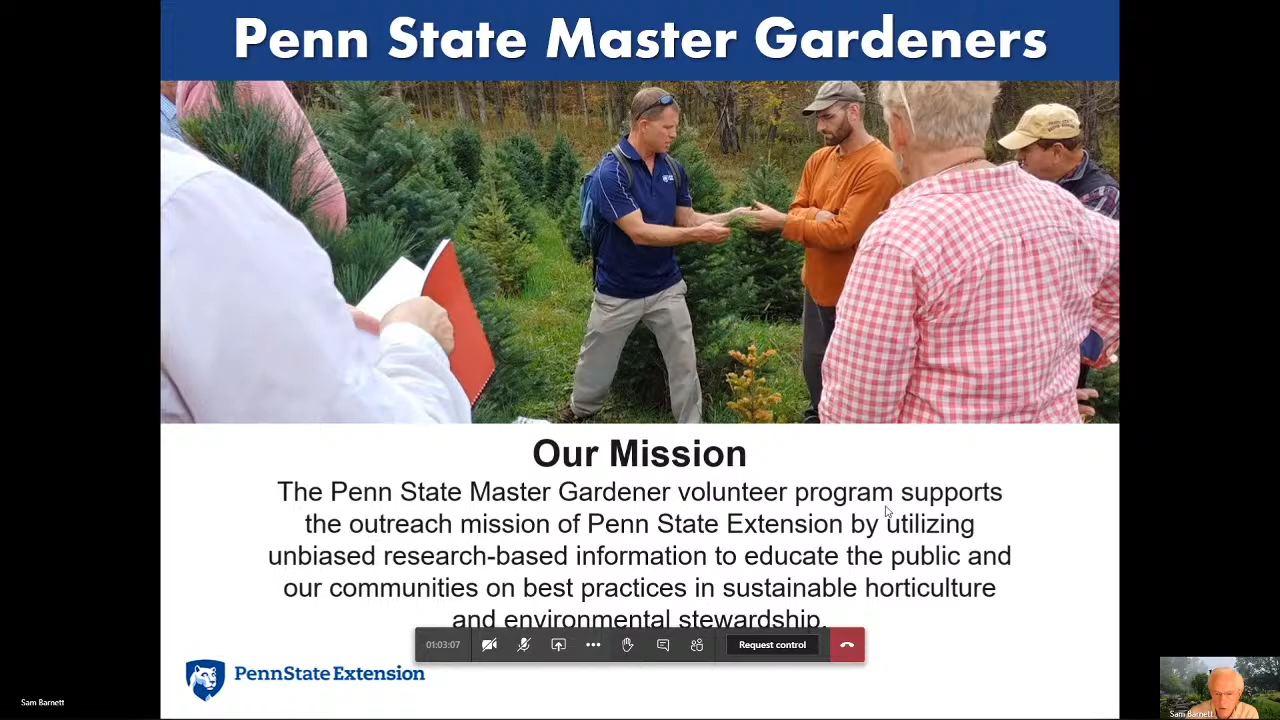 Penn State Master Gardeners
Our Mission
The Penn State Master Gardener volunteer program supports
the outreach mission of Penn State Extension by utilizing
unbiased research-based information to educate the public and
our communities on best practices in sustainable horticulture
and environmental stewardship.
01:03:07
Request control
PennState Extension
Sam Barnett
Sam Barnett